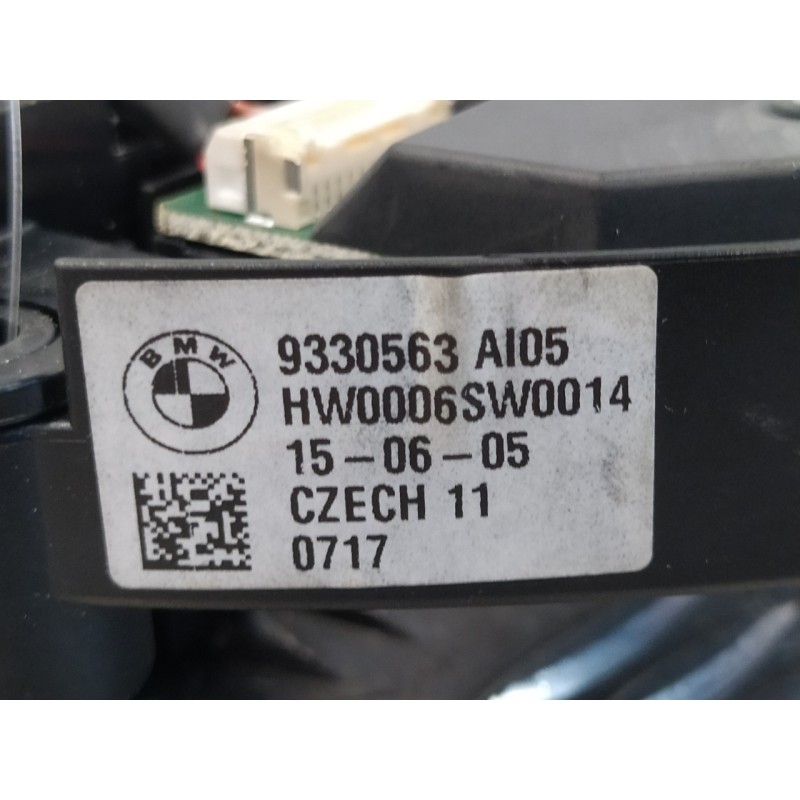 BMW
9330563 AI05
HW0006SW0014
15-06-05
CZECH 11
0717